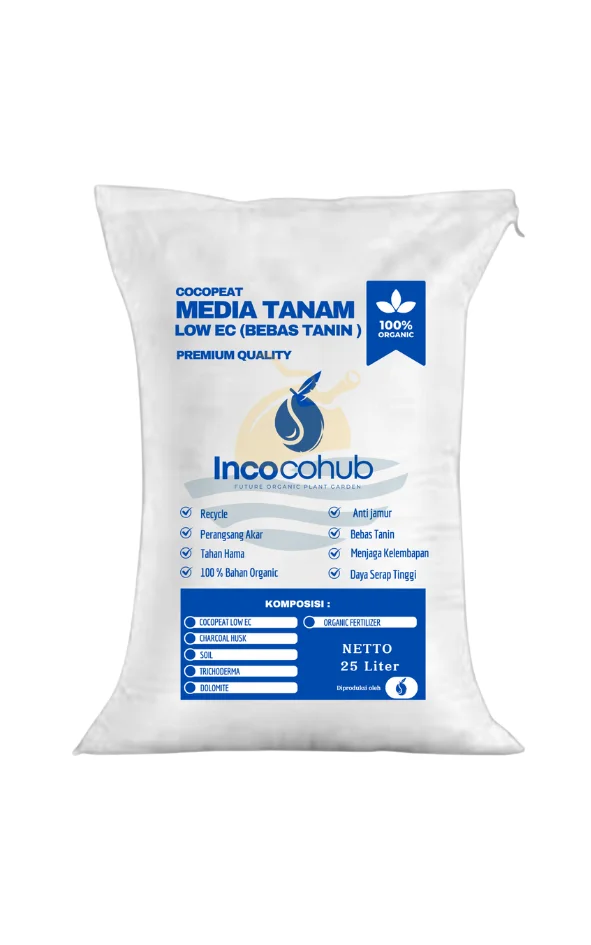 COCOPEAT
MEDIA TANAM
LOW EC (BEBAS TANIN )
PREMIUM QUALITY
100%
ORGANIC
Incocohub
FUTURE ORGANIC PLANT GARDEN
Recycle
Perangsang Akar
Tahan Hama
100 % Bahan Organic
Anti jamur
Bebas Tanin
Menjaga Kelembapan
Daya Serap Tinggi
KOMPOSISI :
COCOPEAT LOW EC
CHARCOAL HUSK
SOIL
TRICHODERMA
DOLOMITE
ORGANIC FERTILIZER
NETTO
25 Liter
Diproduksi oleh